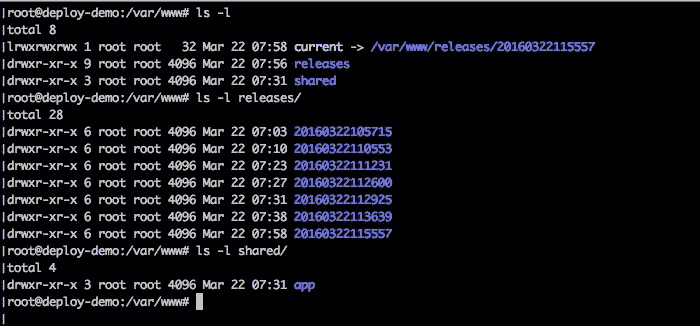 |root@deploy-demo:/var/www# ls -l
|total 8
|lrwxrwxrwx 1 root root   32 Mar 22 07:58 current -> /var/www/releases/20160322115557
|drwxr-xr-x 9 root root 4096 Mar 22 07:56 releases
|drwxr-xr-x 3 root root 4096 Mar 22 07:31 shared
|root@deploy-demo:/var/www# ls -l releases/
|total 28
|drwxr-xr-x 6 root root 4096 Mar 22 07:03 20160322105715
|drwxr-xr-x 6 root root 4096 Mar 22 07:10 20160322110553
|drwxr-xr-x 6 root root 4096 Mar 22 07:23 20160322111231
|drwxr-xr-x 6 root root 4096 Mar 22 07:27 20160322112600
|drwxr-xr-x 6 root root 4096 Mar 22 07:31 20160322112925
|drwxr-xr-x 6 root root 4096 Mar 22 07:38 20160322113639
|drwxr-xr-x 6 root root 4096 Mar 22 07:58 20160322115557
|root@deploy-demo:/var/www# ls -l shared/
|total 4
|drwxr-xr-x 3 root root 4096 Mar 22 07:31 app
|root@deploy-demo:/var/www#
|